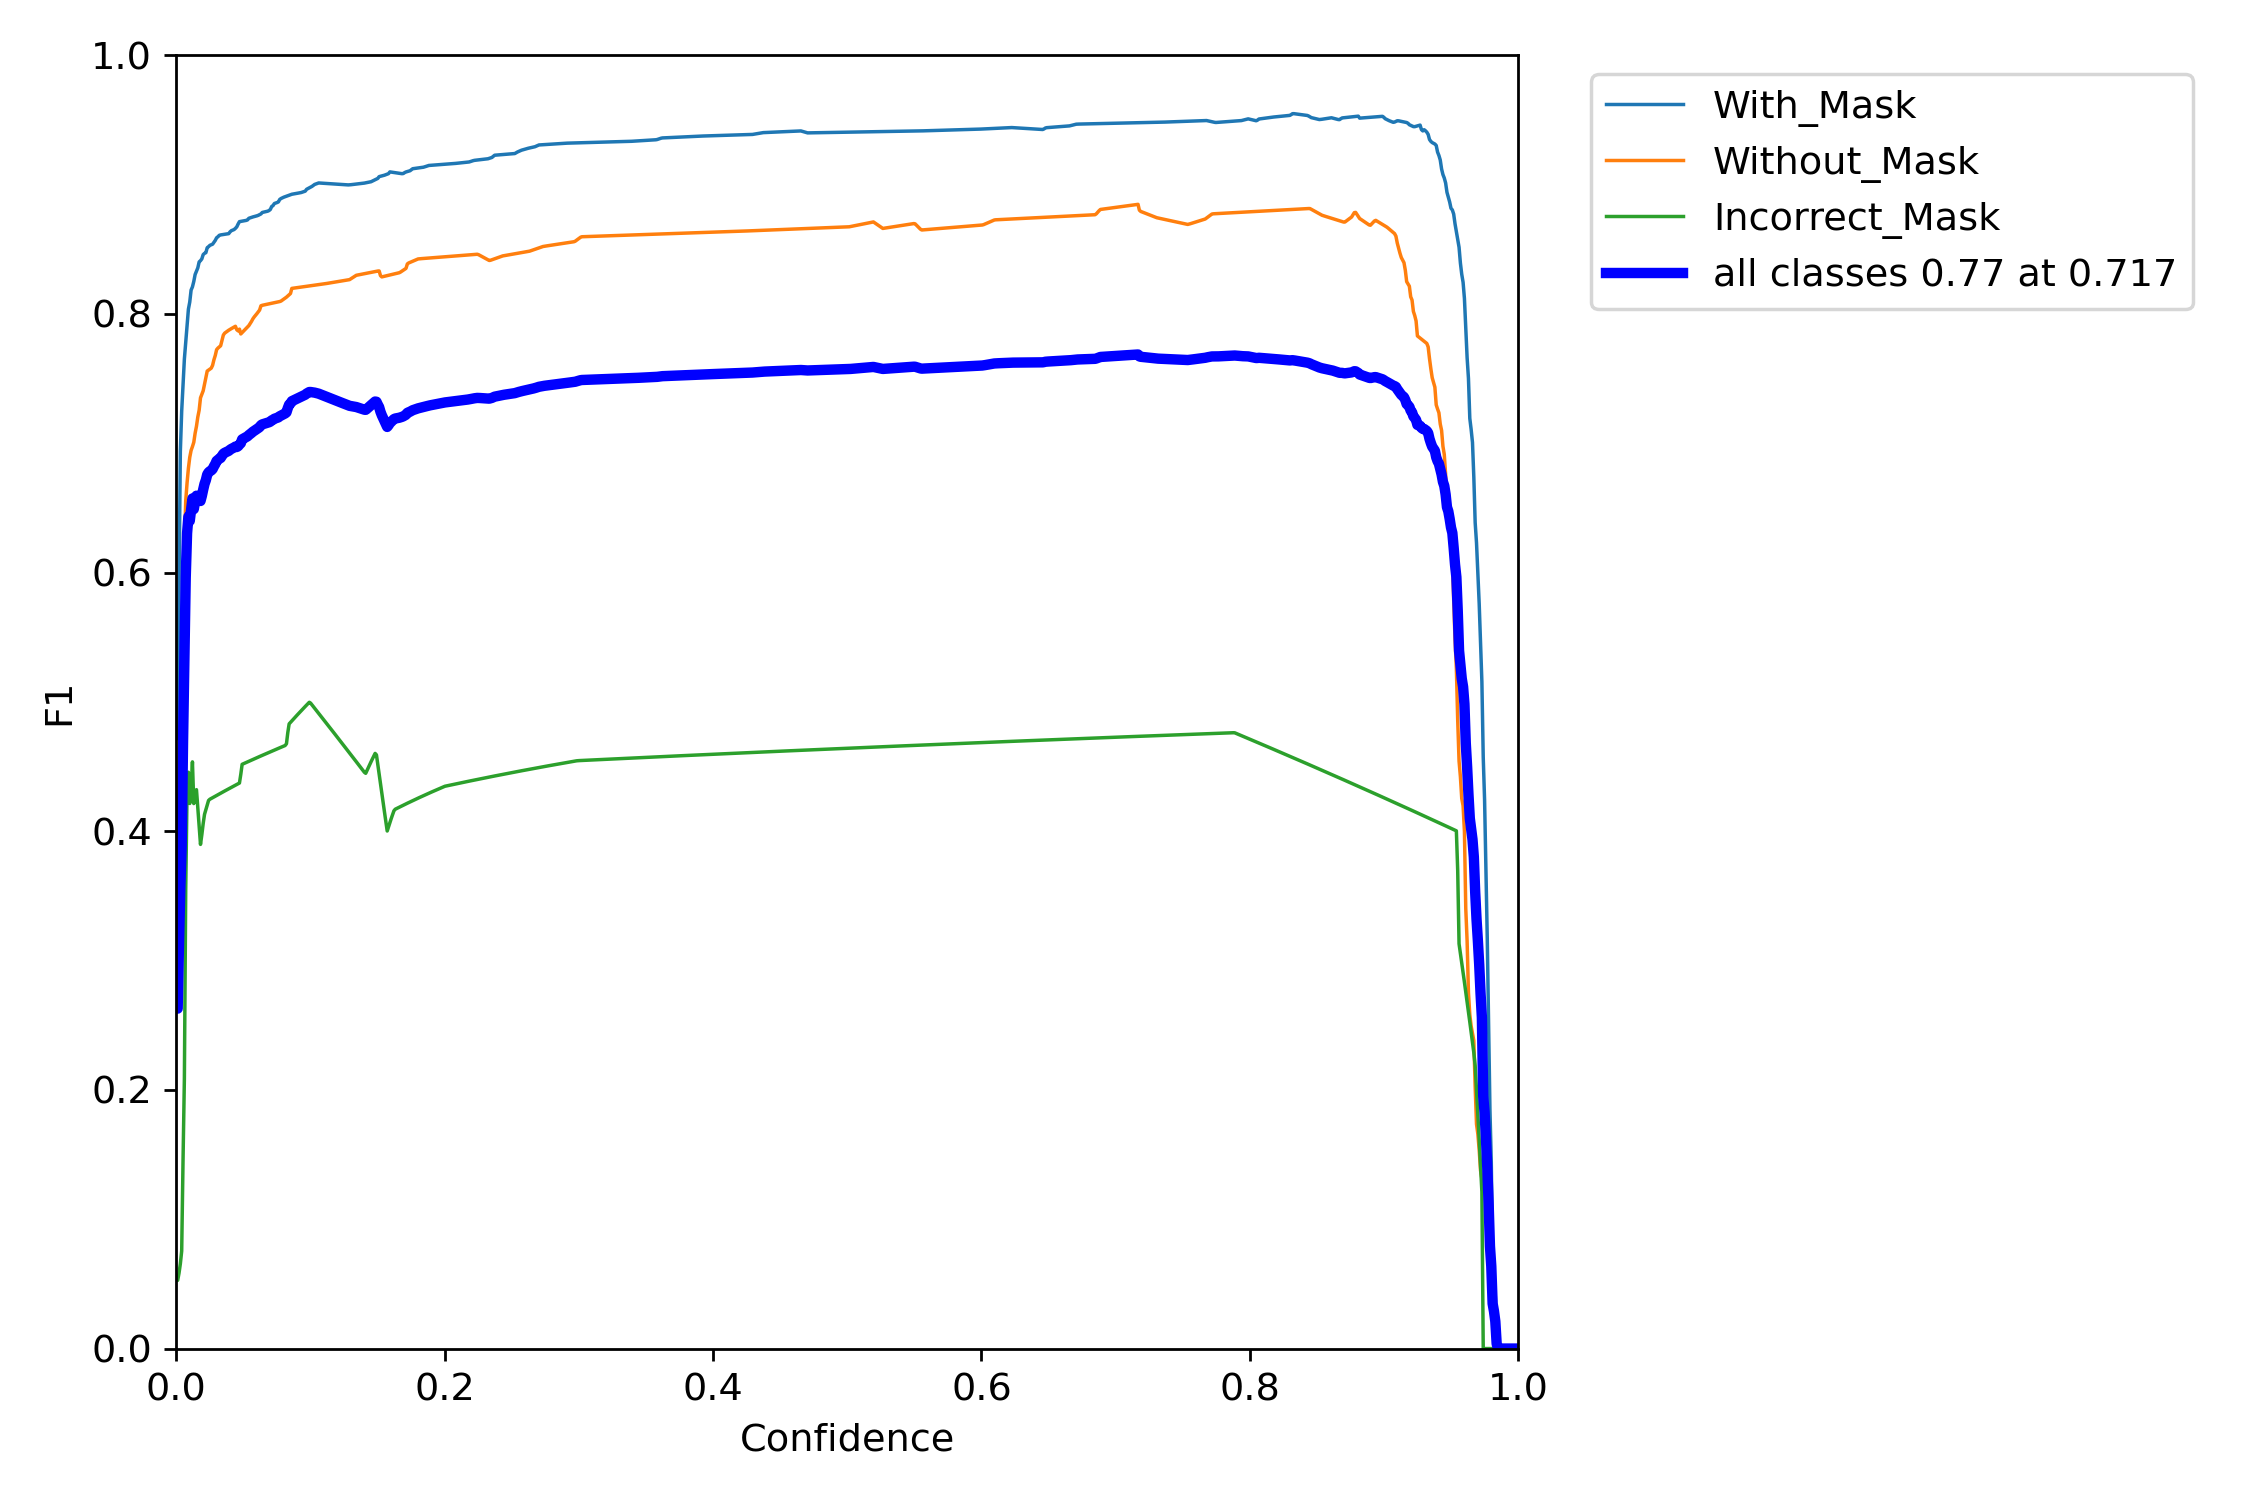 1.0
0.8
0.6
0.4
0.2
0.0
F1
0.0 0.2 0.4 0.6 0.8 1.0
Confidence
With_Mask
Without_Mask
Incorrect_Mask
all classes 0.77 at 0.717